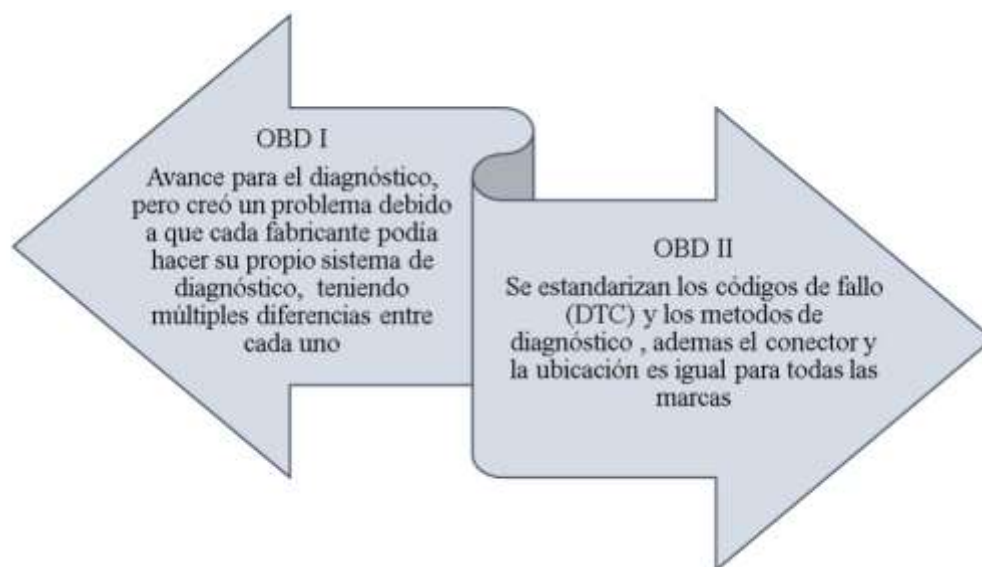 OBD I
Avance para el diagnóstico,
pero creó un problema debido
a que cada fabricante podía
hacer su propio sistema de
diagnóstico, teniendo
múltiples diferencias entre
cada uno
OBD II
Se estandarizan los códigos de fallo
(DTC) y los metodos de
diagnóstico , ademas el conector y
la ubicación es igual para todas las
marcas